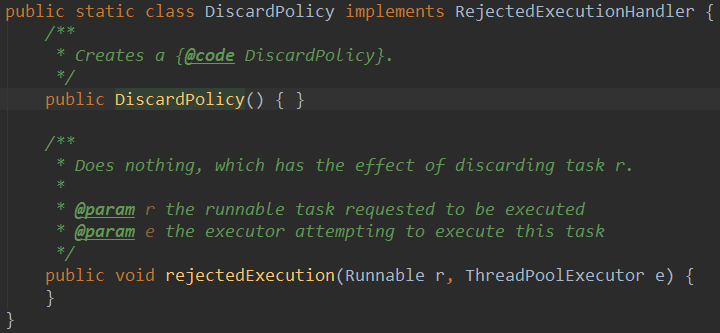 public static class DiscardPolicy implements RejectedExecutionHandler {
/**
* Creates a {@code DiscardPolicy}.
*/
public DiscardPolicy() { }
/**
* Does nothing, which has the effect of discarding task r.
*
* @param r the runnable task requested to be executed
* @param e the executor attempting to execute this task
*/
public void rejectedExecution(Runnable r, ThreadPoolExecutor e) {
}
}